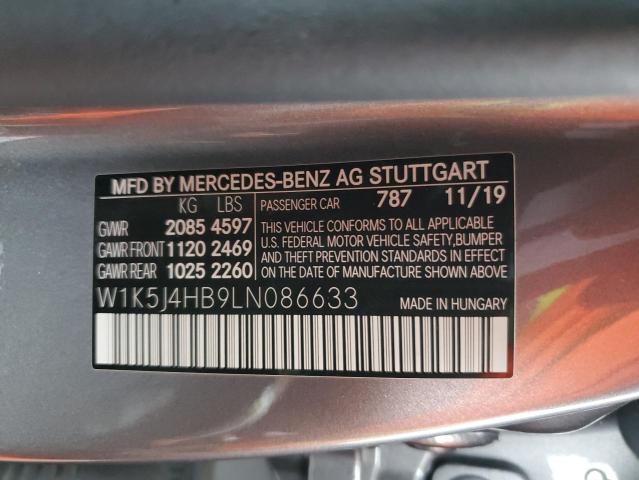 MFD BY MERCEDES-BENZ AG STUTTGART
KG LBS PASSENGER CAR 787 11/19
GVWR 2085 4597
GAWR FRONT 1120 2469
GAWR REAR 1025 2260
THIS VEHICLE CONFORMS TO ALL APPLICABLE
U.S. FEDERAL MOTOR VEHICLE SAFETY, BUMPER
AND THEFT PREVENTION STANDARDS IN EFFECT
ON THE DATE OF MANUFACTURE SHOWN ABOVE.
W1K5J4HB9LN086633 MADE IN HUNGARY